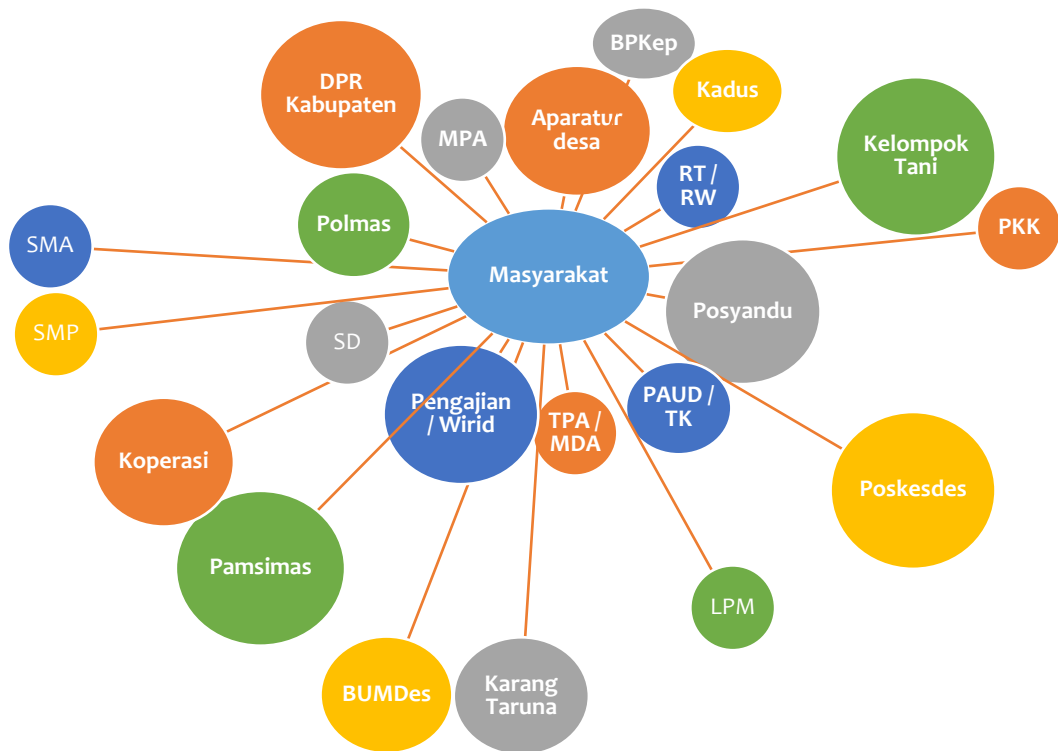 BPKep
DPR
Kabupaten
Kadus
MPA
Aparatur
desa
Kelompok
Tani
RT /
RW
Polmas
PKK
SMA
Masyarakat
Posyandu
SMP
SD
Pengajian
/ Wirid
PAUD /
TK
TPA /
MDA
Koperasi
Poskesdes
Pamsimas
LPM
BUMDes
Karang
Taruna